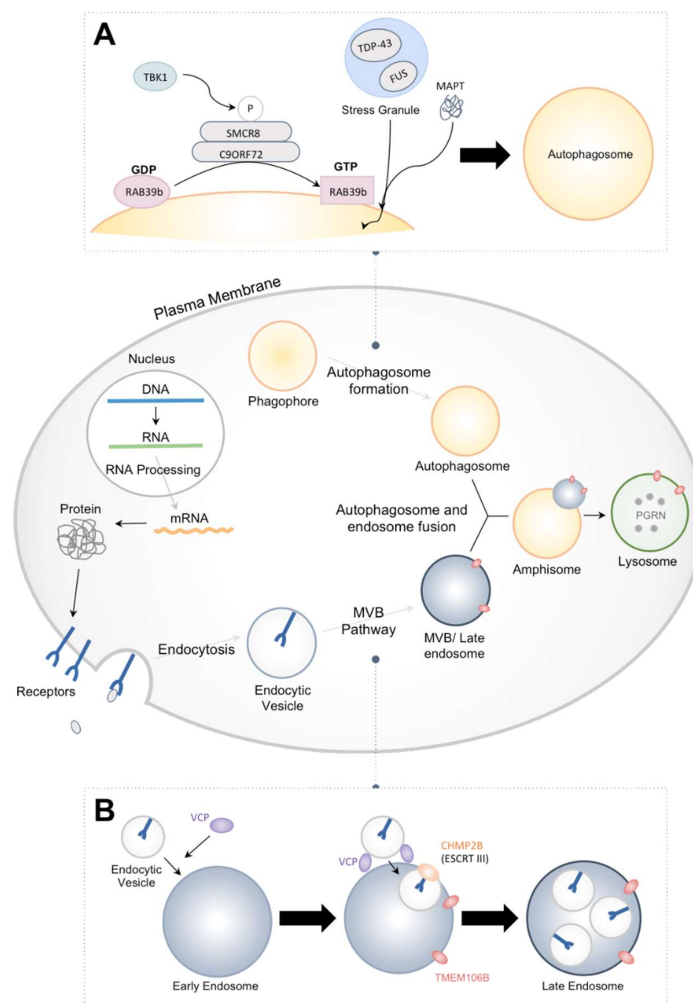 A
TBK1
P
SMCR8
C9ORF72
GDP
RAB39b
GTP
RAB39b
TDP-43
FUS
Stress Granule
MAPT
Autophagosome
Plasma Membrane
Nucleus
DNA
RNA
RNA Processing
mRNA
Protein
Receptors
Phagophore
Autophagosome
formation
Autophagosome
Autophagosome and
endosome fusion
Amphisome
PGRN
Lysosome
Endocytosis
Endocytic
Vesicle
MVB
Pathway
MVB/ Late
endosome
B
VCP
Endocytic
Vesicle
Early Endosome
VCP
CHMP2B
(ESCRT III)
TMEM106B
Late Endosome